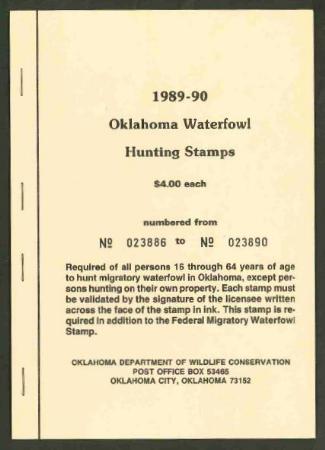 1989-90
Oklahoma Waterfowl
Hunting Stamps
$4.00 each
numbered from
Nº 023886 to Nº 023890
Required of all persons 16 through 64 years of age
to hunt migratory waterfowl in Oklahoma, except per-
sons hunting on their own property. Each stamp must
be validated by the signature of the licensee written
across the face of the stamp in ink. This stamp is re-
quired in addition to the Federal Migratory Waterfowl
Stamp.
OKLAHOMA DEPARTMENT OF WILDLIFE CONSERVATION
POST OFFICE BOX 53465
OKLAHOMA CITY, OKLAHOMA 73152